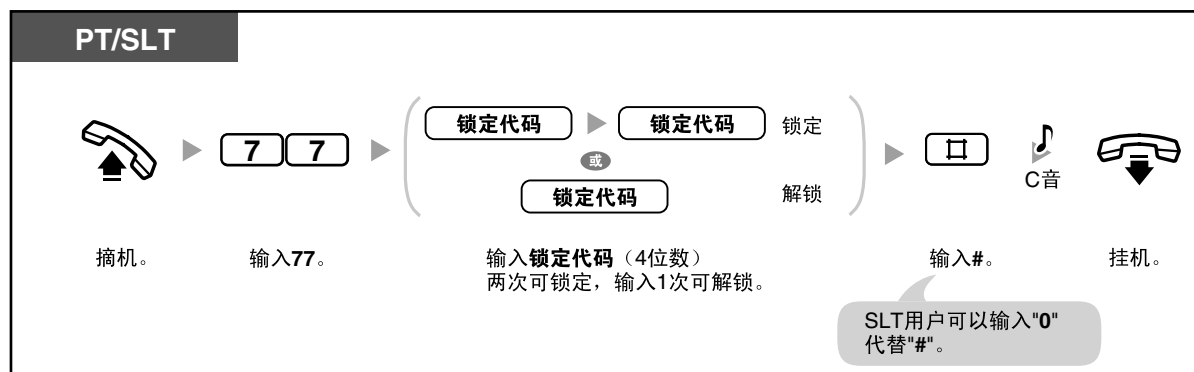 PT/SLT
锁定代码 锁定代码 锁定
或
锁定代码 解锁
7 7
#
C音
摘机。
输入77。
输入锁定代码（4位数）
两次可锁定，输入1次可解锁。
输入#。
挂机。
SLT用户可以输入"0"
代替"#"。